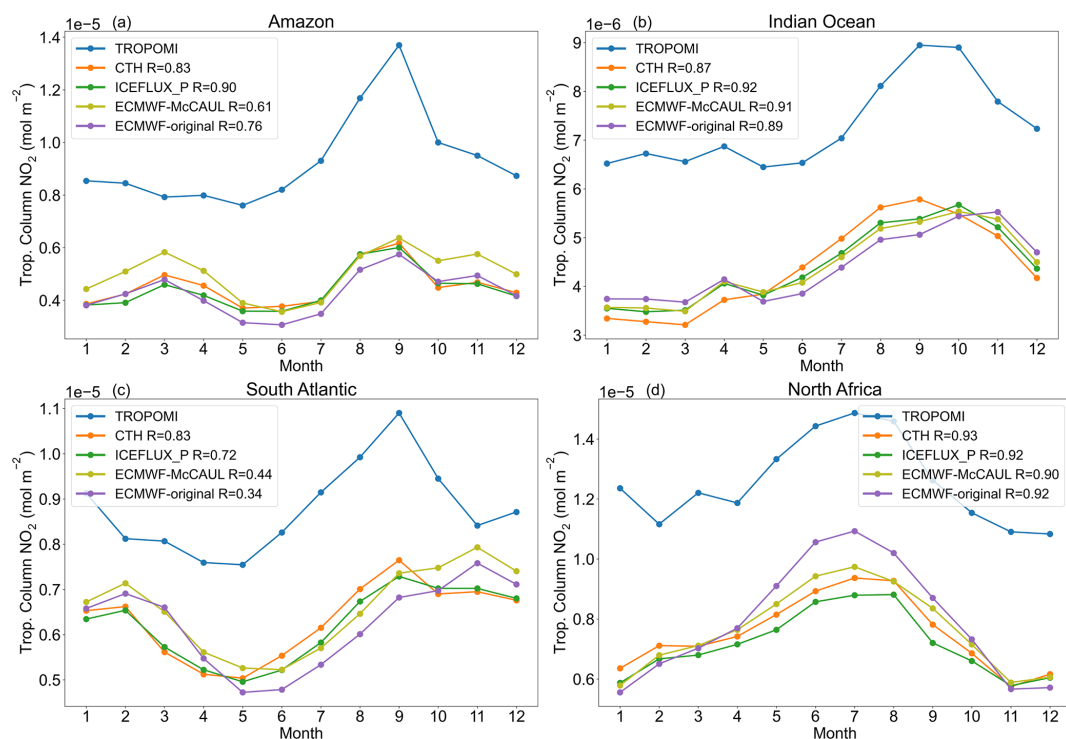 1e−5 (a) Amazon
Trop. Column NO₂ (mol m⁻²)
1.4
1.2
1.0
0.8
0.6
0.4
TROPOMI
CTH R=0.83
ICEFLUX_P R=0.90
ECMWF-McCAUL R=0.61
ECMWF-original R=0.76
1 2 3 4 5 6 7 8 9 10 11 12
Month
1e−6 (b) Indian Ocean
Trop. Column NO₂ (mol m⁻²)
9
8
7
6
5
4
3
TROPOMI
CTH R=0.87
ICEFLUX_P R=0.92
ECMWF-McCAUL R=0.91
ECMWF-original R=0.89
1 2 3 4 5 6 7 8 9 10 11 12
Month
1e−5 (c) South Atlantic
Trop. Column NO₂ (mol m⁻²)
1.1
1.0
0.9
0.8
0.7
0.6
0.5
TROPOMI
CTH R=0.83
ICEFLUX_P R=0.72
ECMWF-McCAUL R=0.44
ECMWF-original R=0.34
1 2 3 4 5 6 7 8 9 10 11 12
Month
1e−5 (d) North Africa
Trop. Column NO₂ (mol m⁻²)
1.4
1.2
1.0
0.8
0.6
TROPOMI
CTH R=0.93
ICEFLUX_P R=0.92
ECMWF-McCAUL R=0.90
ECMWF-original R=0.92
1 2 3 4 5 6 7 8 9 10 11 12
Month